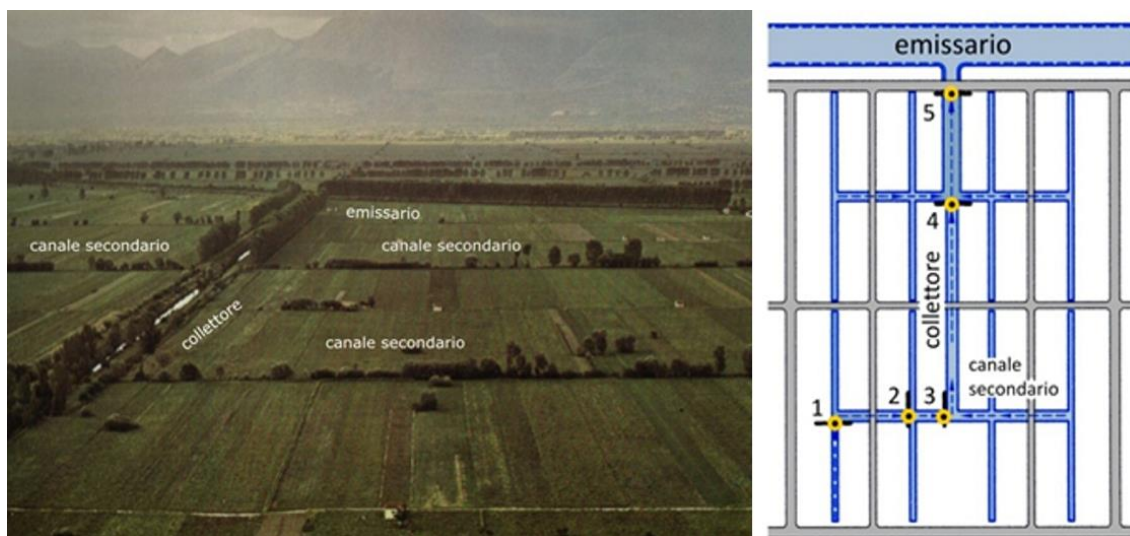 emissario
canale secondario
canale secondario
collettore
canale secondario
emissario
5
4
collettore
canale
secondario
1
2
3